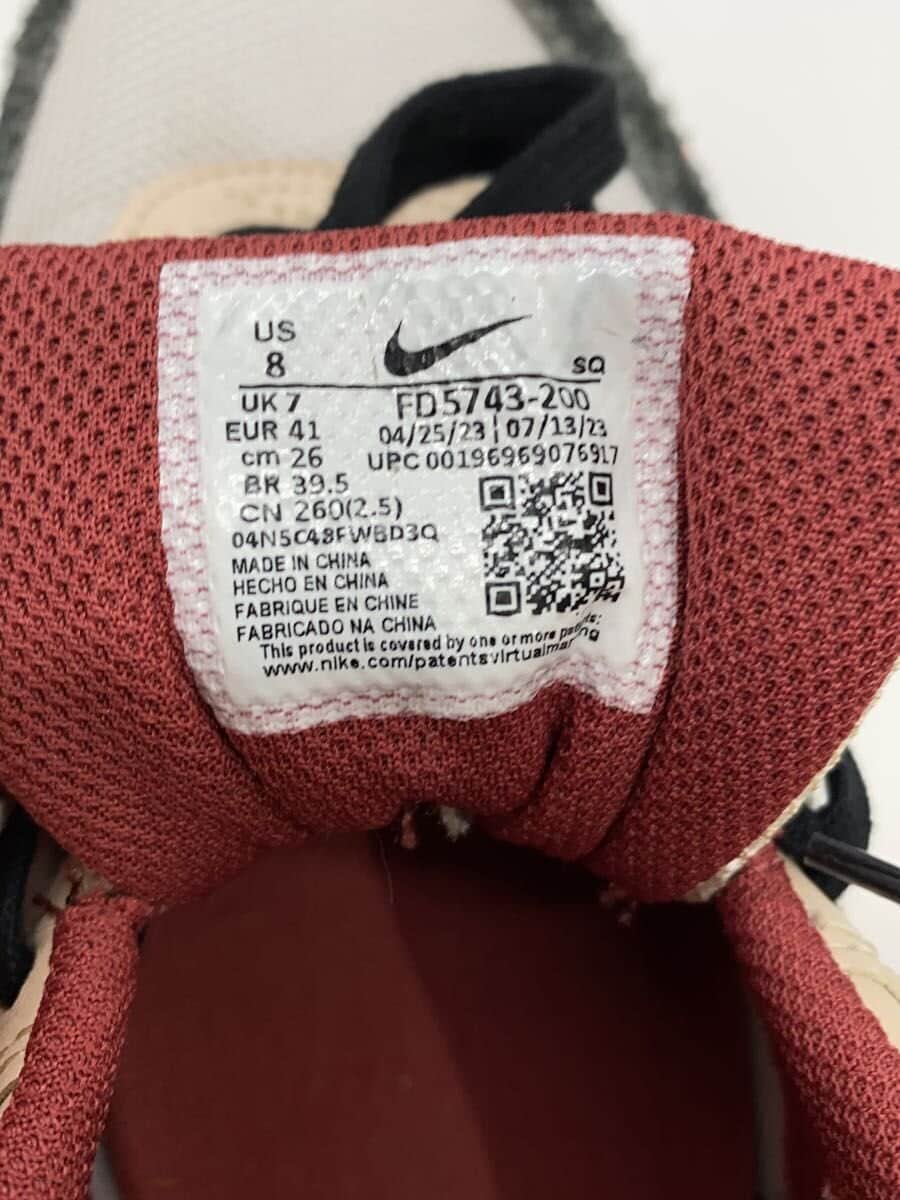 US
8
SQ
UK 7 FD5743-200
EUR 41 04/25/23 | 07/13/23
cm 26 UPC 00196969076917
BR 39.5
CN 260(2.5)
04N5C48FWBD3Q
MADE IN CHINA
HECHO EN CHINA
FABRIQUE EN CHINE
FABRICADO NA CHINA
This product is covered by one or more patents:
www.nike.com/patentsvirtualmarking